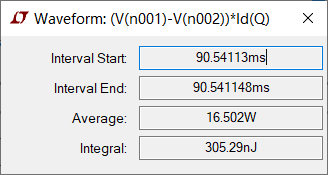 Waveform: (V(n001)-V(n002))*Id(Q)
Interval Start: 90.54113ms
Interval End: 90.541148ms
Average: 16.502W
Integral: 305.29nJ